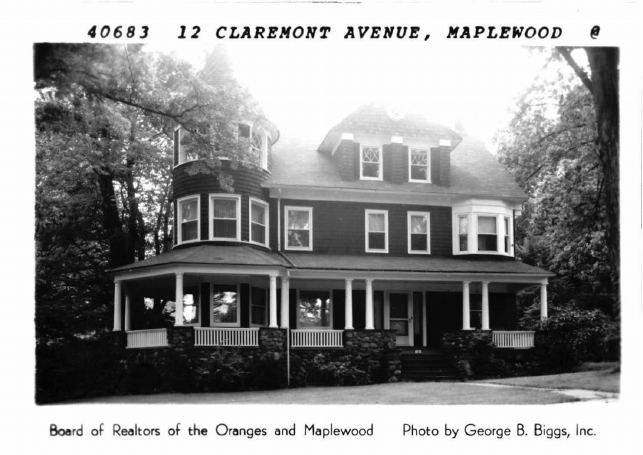 40683 12 CLAREMONT AVENUE, MAPLEWOOD @
Board of Realtors of the Oranges and Maplewood Photo by George B. Biggs, Inc.